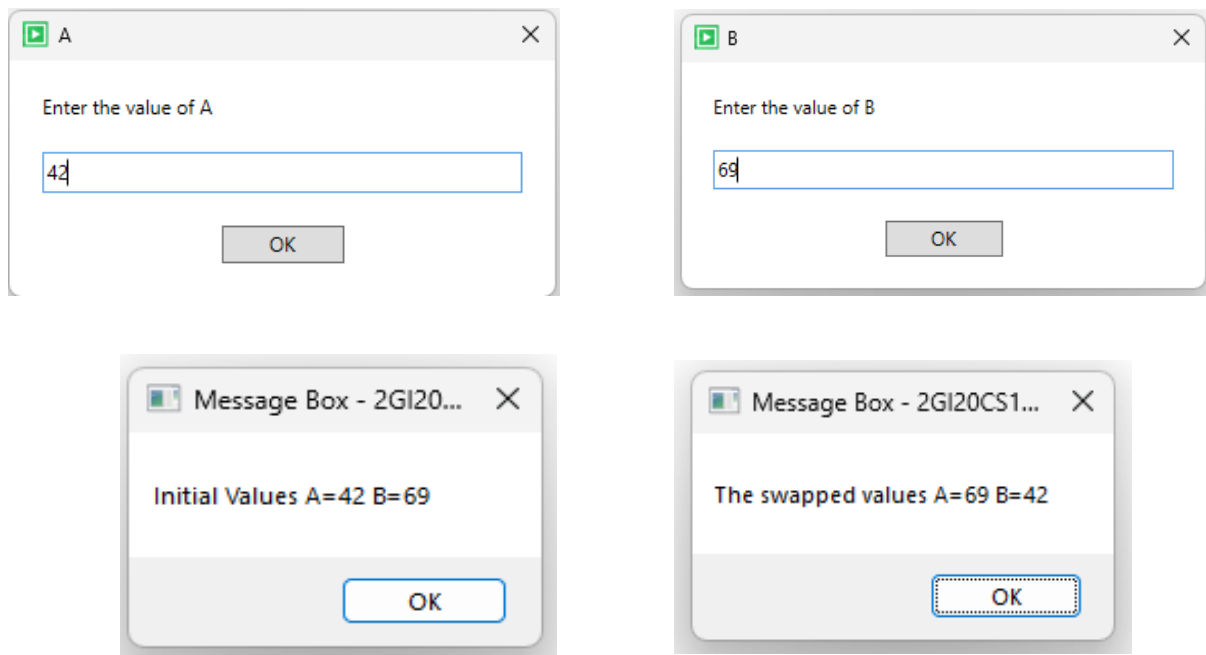 A
Enter the value of A
42
OK
B
Enter the value of B
69
OK
Message Box - 2GI20...
Initial Values A=42 B=69
OK
Message Box - 2GI20CS1...
The swapped values A=69 B=42
OK